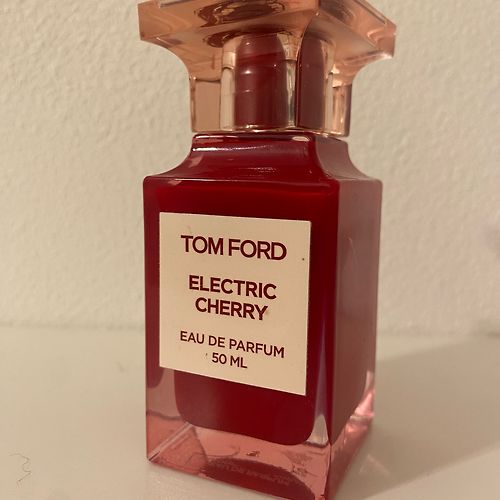 TOM FORD
ELECTRIC
CHERRY
EAU DE PARFUM
50 ML